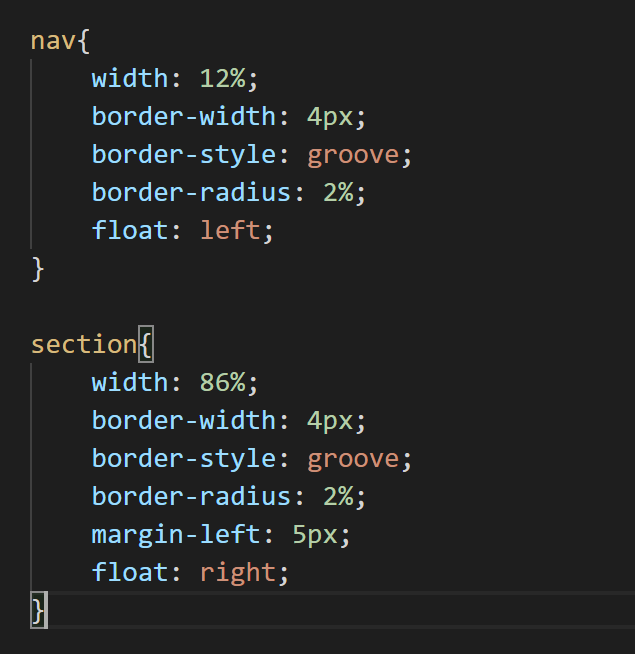 nav{
    width: 12%;
    border-width: 4px;
    border-style: groove;
    border-radius: 2%;
    float: left;
}

section{
    width: 86%;
    border-width: 4px;
    border-style: groove;
    border-radius: 2%;
    margin-left: 5px;
    float: right;
}